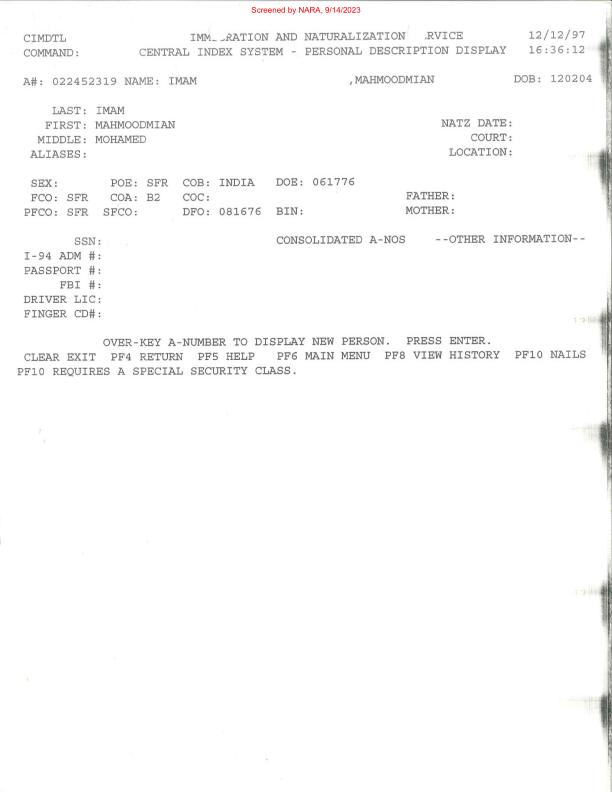 Screened by NARA, 9/14/2023
CIMDTL IMM RATION AND NATURALIZATION RVICE 12/12/97
COMMAND: CENTRAL INDEX SYSTEM - PERSONAL DESCRIPTION DISPLAY 16:36:12
A#: 022452319 NAME: IMAM ,MAHMOODMIAN DOB: 120204
LAST: IMAM
FIRST: MAHMOODMIAN NATZ DATE:
MIDDLE: MOHAMED COURT:
ALIASES: LOCATION:
SEX: POE: SFR COB: INDIA DOE: 061776
FCO: SFR COA: B2 COC: FATHER:
PFCO: SFR SFCO: DFO: 081676 BIN: MOTHER:
SSN: CONSOLIDATED A-NOS --OTHER INFORMATION--
I-94 ADM #:
PASSPORT #:
FBI #:
DRIVER LIC:
FINGER CD#:
OVER-KEY A-NUMBER TO DISPLAY NEW PERSON. PRESS ENTER.
CLEAR EXIT PF4 RETURN PF5 HELP PF6 MAIN MENU PF8 VIEW HISTORY PF10 NAILS
PF10 REQUIRES A SPECIAL SECURITY CLASS.